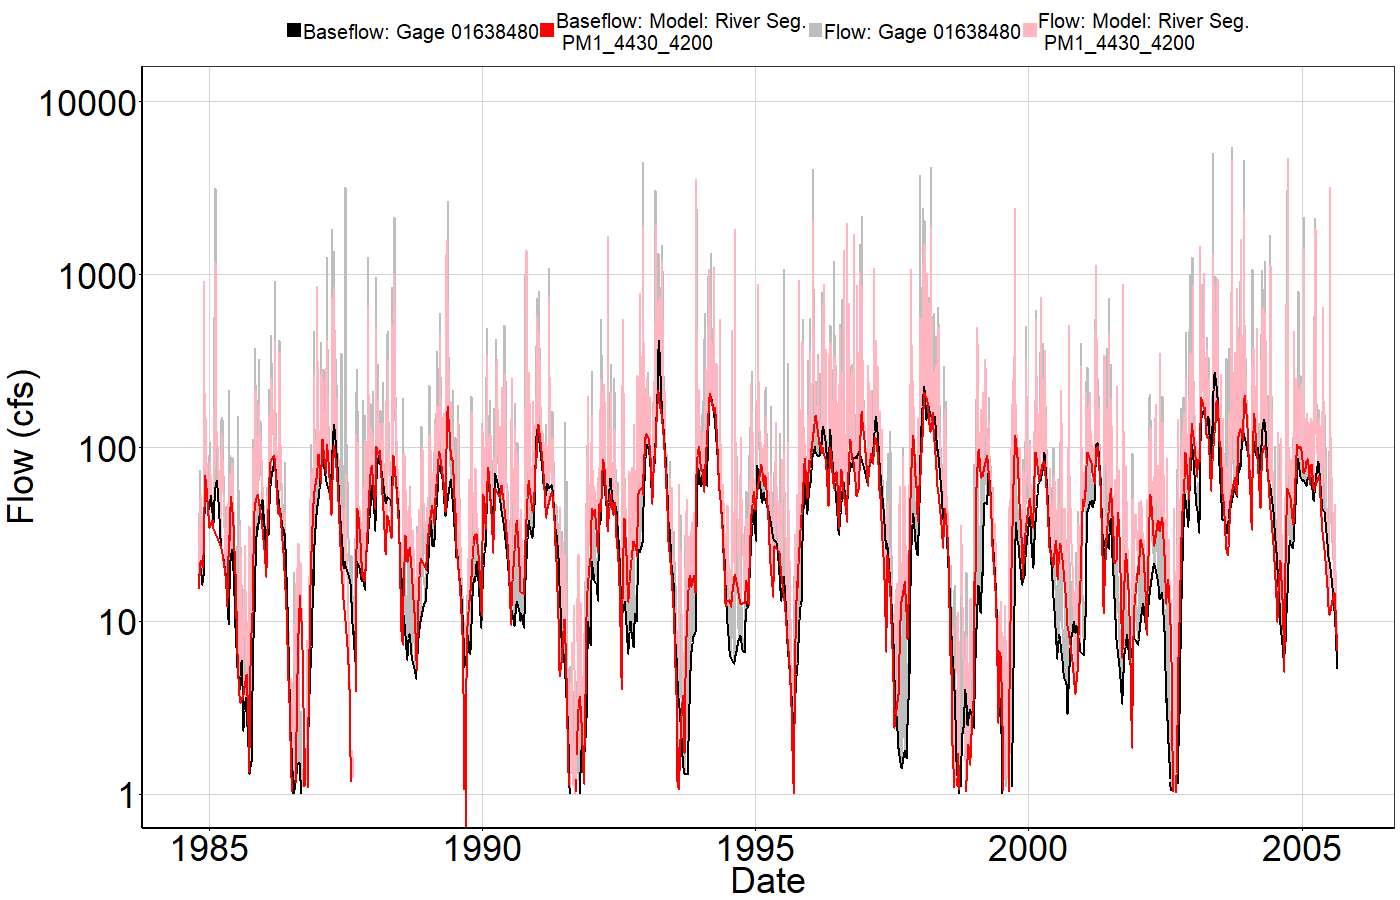 Baseflow: Gage 01638480 Baseflow: Model: River Seg. Flow: Gage 01638480 Flow: Model: River Seg.
PM1_4430_4200 PM1_4430_4200
10000
1000
100
10
1
Flow (cfs)
1985 1990 1995 2000 2005
Date